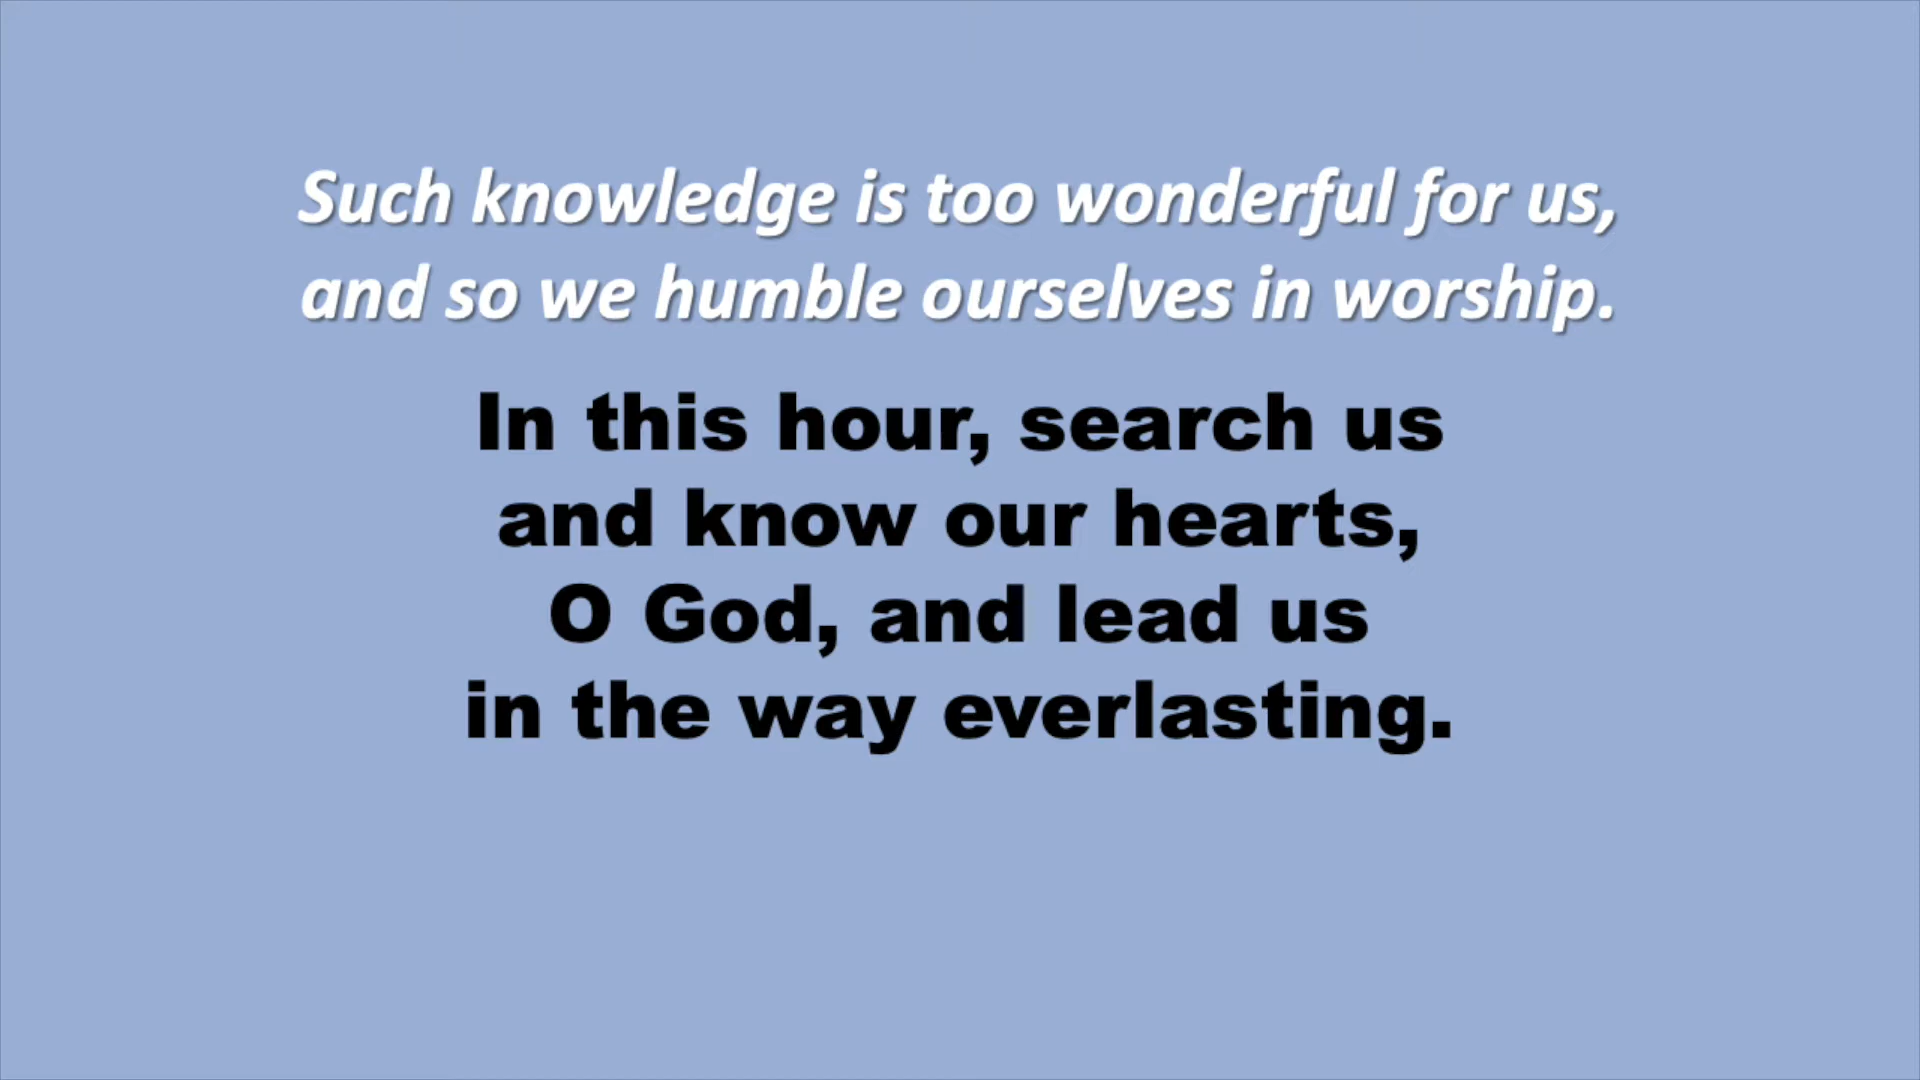 Such knowledge is too wonderful for us,
and so we humble ourselves in worship.
In this hour, search us
and know our hearts,
O God, and lead us
in the way everlasting.